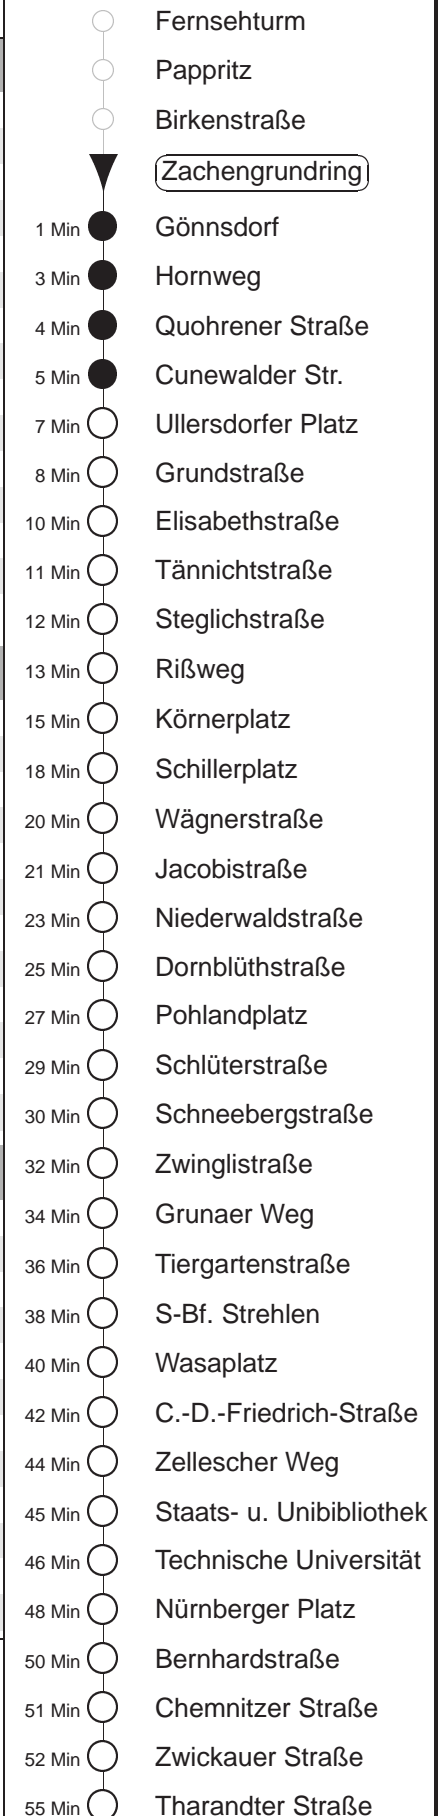 Fernsehturm
Pappritz
Birkenstraße
Zachengrundring
1 Min Gönnsdorf
3 Min Hornweg
4 Min Quohrener Straße
5 Min Cunewalder Str.
7 Min Ullersdorfer Platz
8 Min Grundstraße
10 Min Elisabethstraße
11 Min Tännichtstraße
12 Min Steglichstraße
13 Min Rißweg
15 Min Körnerplatz
18 Min Schillerplatz
20 Min Wägnerstraße
21 Min Jacobistraße
23 Min Niederwaldstraße
25 Min Dornblüthstraße
27 Min Pohlandplatz
29 Min Schlüterstraße
30 Min Schneebergstraße
32 Min Zwinglistraße
34 Min Grunaer Weg
36 Min Tiergartenstraße
38 Min S-Bf. Strehlen
40 Min Wasaplatz
42 Min C.-D.-Friedrich-Straße
44 Min Zellescher Weg
45 Min Staats- u. Unibibliothek
46 Min Technische Universität
48 Min Nürnberger Platz
50 Min Bernhardstraße
51 Min Chemnitzer Straße
52 Min Zwickauer Straße
55 Min Tharandter Straße